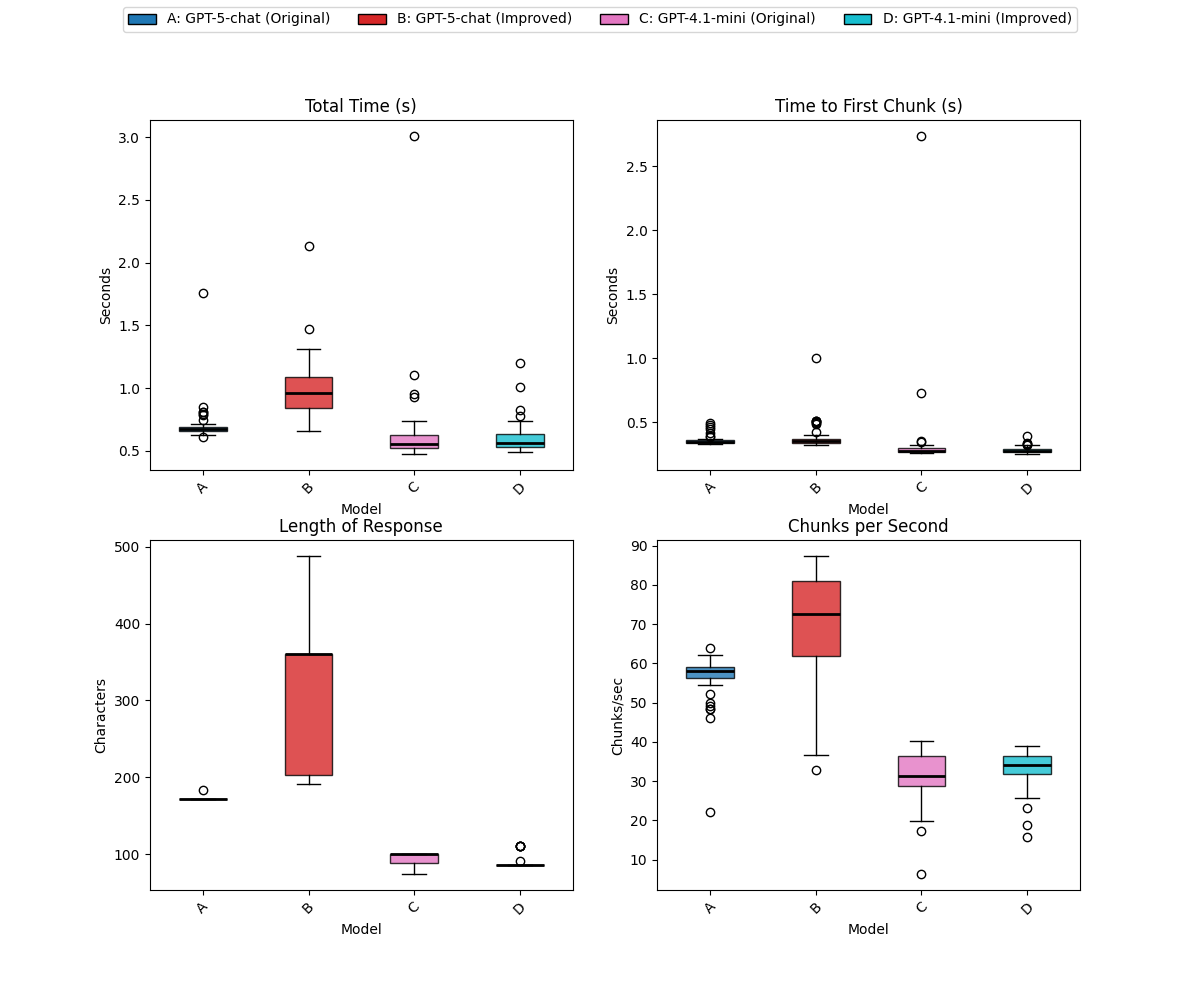 A: GPT-5-chat (Original) B: GPT-5-chat (Improved) C: GPT-4.1-mini (Original) D: GPT-4.1-mini (Improved)
Total Time (s)
Seconds
3.0
2.5
2.0
1.5
1.0
0.5
A B C D
Model
Time to First Chunk (s)
Seconds
2.5
2.0
1.5
1.0
0.5
A B C D
Model
Length of Response
Characters
500
400
300
200
100
A B C D
Model
Chunks per Second
Chunks/sec
90
80
70
60
50
40
30
20
10
A B C D
Model